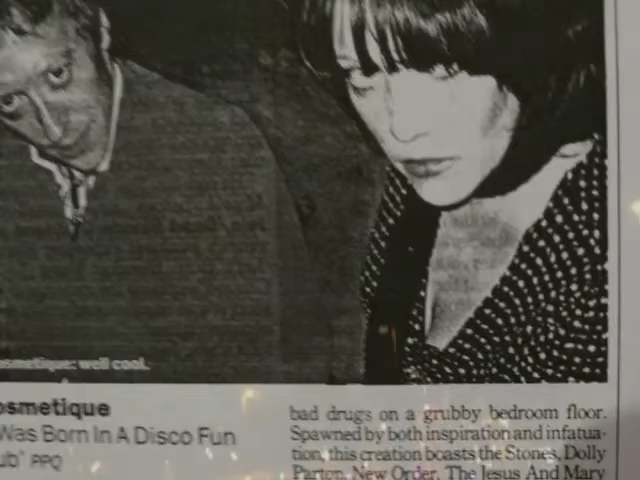 osmetique: well cool.
osmetique
Was Born In A Disco Fun
ub" PPQ
bad drugs on a grubby bedroom floor.
Spawned by both inspiration and infatua-
tion, this creation boasts the Stones, Dolly
Parton, New Order, The Jesus And Mary